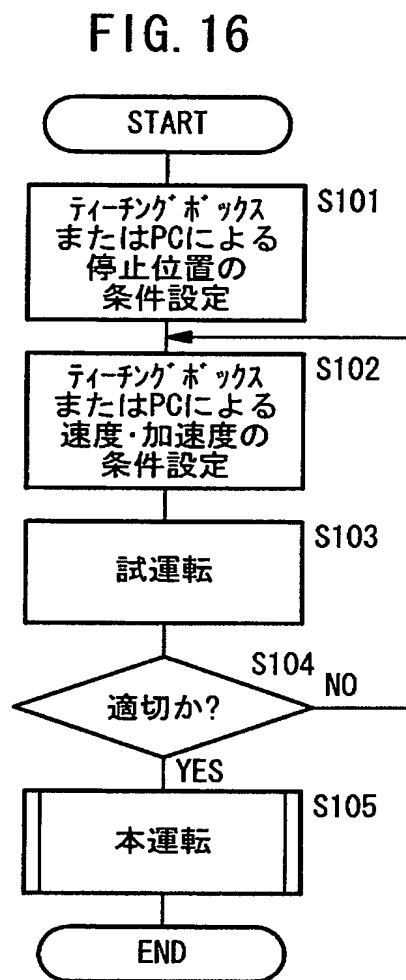 FIG. 16
START
S101
ティーチングボックス
またはPCによる
停止位置の
条件設定
S102
ティーチングボックス
またはPCによる
速度·加速度の
条件設定
S103
試運転
S104
適切か?
NO
YES
S105
本運転
END